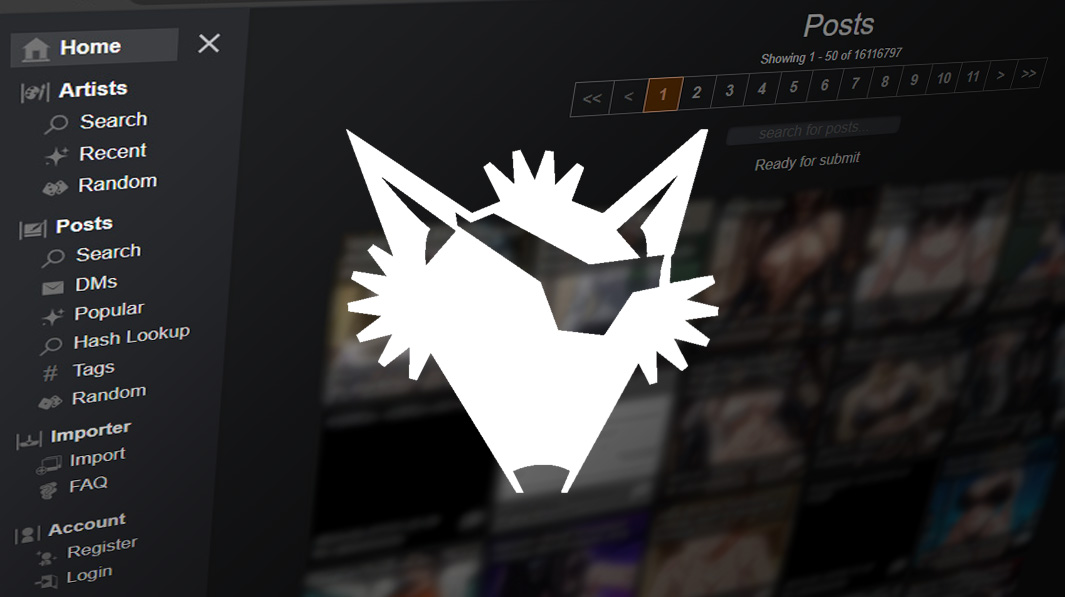 Home
Artists
Search
Recent
Random
Posts
Search
DMs
Popular
Hash Lookup
# Tags
Random
Importer
Import
FAQ
Account
Register
Login
Posts
Showing 1 - 50 of 16116797
<< < 1 2 3 4 5 6 7 8 9 10 11 > >>
search for posts...
Ready for submit